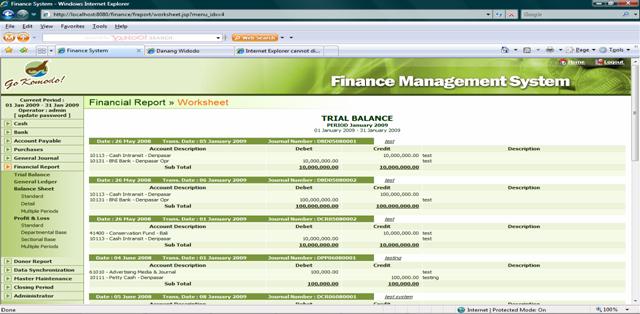 Finance System - Windows Internet Explorer
http://localhost:8080/finance/freport/worksheet.jsp?menu_idx=4
Google
File Edit View Favorites Tools Help
YAHOO! SEARCH
Web Search
Finance System
Danang Widodo
Internet Explorer cannot di...
Page Tools
Go Komodo!
Home Logout
Finance Management System
Current Period :
01 Jan 2009 - 31 Jan 2009
Operator : admin
[ update password ]
Cash
Bank
Account Payable
Purchases
General Journal
Financial Report
Trial Balance
General Ledger
Balance Sheet
Standard
Detail
Multiple Periods
Profit & Loss
Standard
Departmental Base
Sectional Base
Multiple Periods
Donor Report
Data Synchronization
Master Maintenance
Closing Period
Administrator
Financial Report » Worksheet
TRIAL BALANCE
PERIOD January 2009
01 January 2009 - 31 January 2009
Date : 26 May 2008 Trans. Date : 05 January 2009 Journal Number : DBD05080001 test
Account Description Debet Credit Description
10113 - Cash Intransit - Denpasar 10,000,000.00 test
10131 - BNI Bank - Denpasar Opr 10,000,000.00 test
Sub Total 10,000,000.00 10,000,000.00
Date : 26 May 2008 Trans. Date : 06 January 2009 Journal Number : DBD05080002 test
Account Description Debet Credit Description
10113 - Cash Intransit - Denpasar 100,000,000.00
10131 - BNI Bank - Denpasar Opr 100,000,000.00 test
Sub Total 100,000,000.00 100,000,000.00
Date : 26 May 2008 Trans. Date : 01 January 2009 Journal Number : DCR05080002 test
Account Description Debet Credit Description
41400 - Conservation Fund - Bali 10,000,000.00 test
10113 - Cash Intransit - Denpasar 10,000,000.00 test
Sub Total 10,000,000.00 10,000,000.00
Date : 04 June 2008 Trans. Date : 01 January 2009 Journal Number : DPP06080001 testing
Account Description Debet Credit Description
61010 - Advertising Media & Journal 100,000.00 test
10111 - Petty Cash - Denpasar 100,000.00 testing
Sub Total 100,000.00 100,000.00
Date : 05 June 2008 Trans. Date : 08 January 2009 Journal Number : DCR06080001 test system
Done
Internet | Protected Mode: On
100%